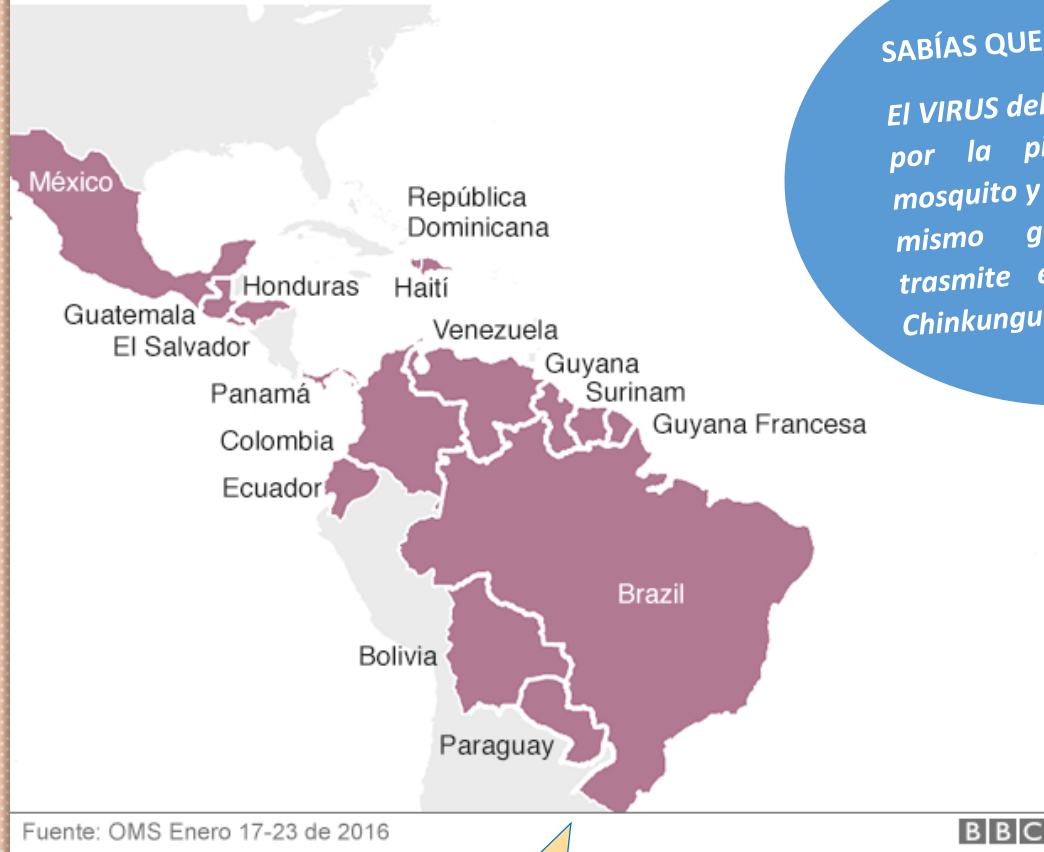 SABÍAS QUE
El VIRUS del
por la pi
mosquito y
mismo g
trasmite e
Chinkungu
México
República
Dominicana
Honduras
Haití
Guatemala
El Salvador
Venezuela
Guyana
Surinam
Panamá
Guyana Francesa
Colombia
Ecuador
Brazil
Bolivia
Paraguay
Fuente: OMS Enero 17-23 de 2016
BBC